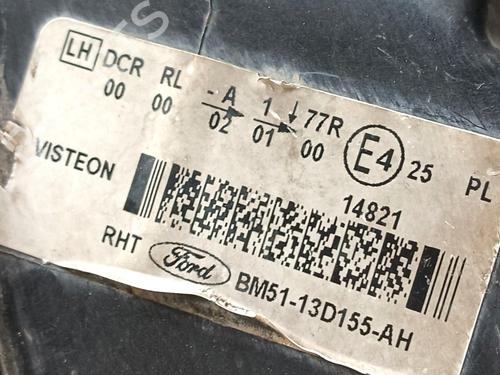 LH DCR RL - A 1 77R E4 25 PL
00 00 02 01 00
VISTEON 14821
RHT Ford BM51-13D155-AH